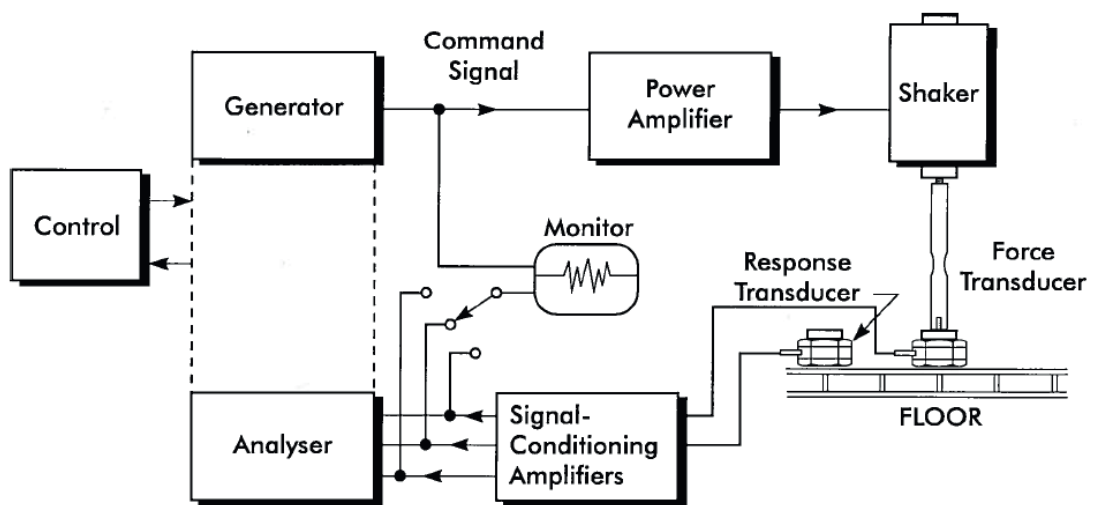 Command
Signal
Generator
Power
Amplifier
Shaker
Control
Monitor
Response
Transducer
Force
Transducer
Analyser
Signal-
Conditioning
Amplifiers
FLOOR